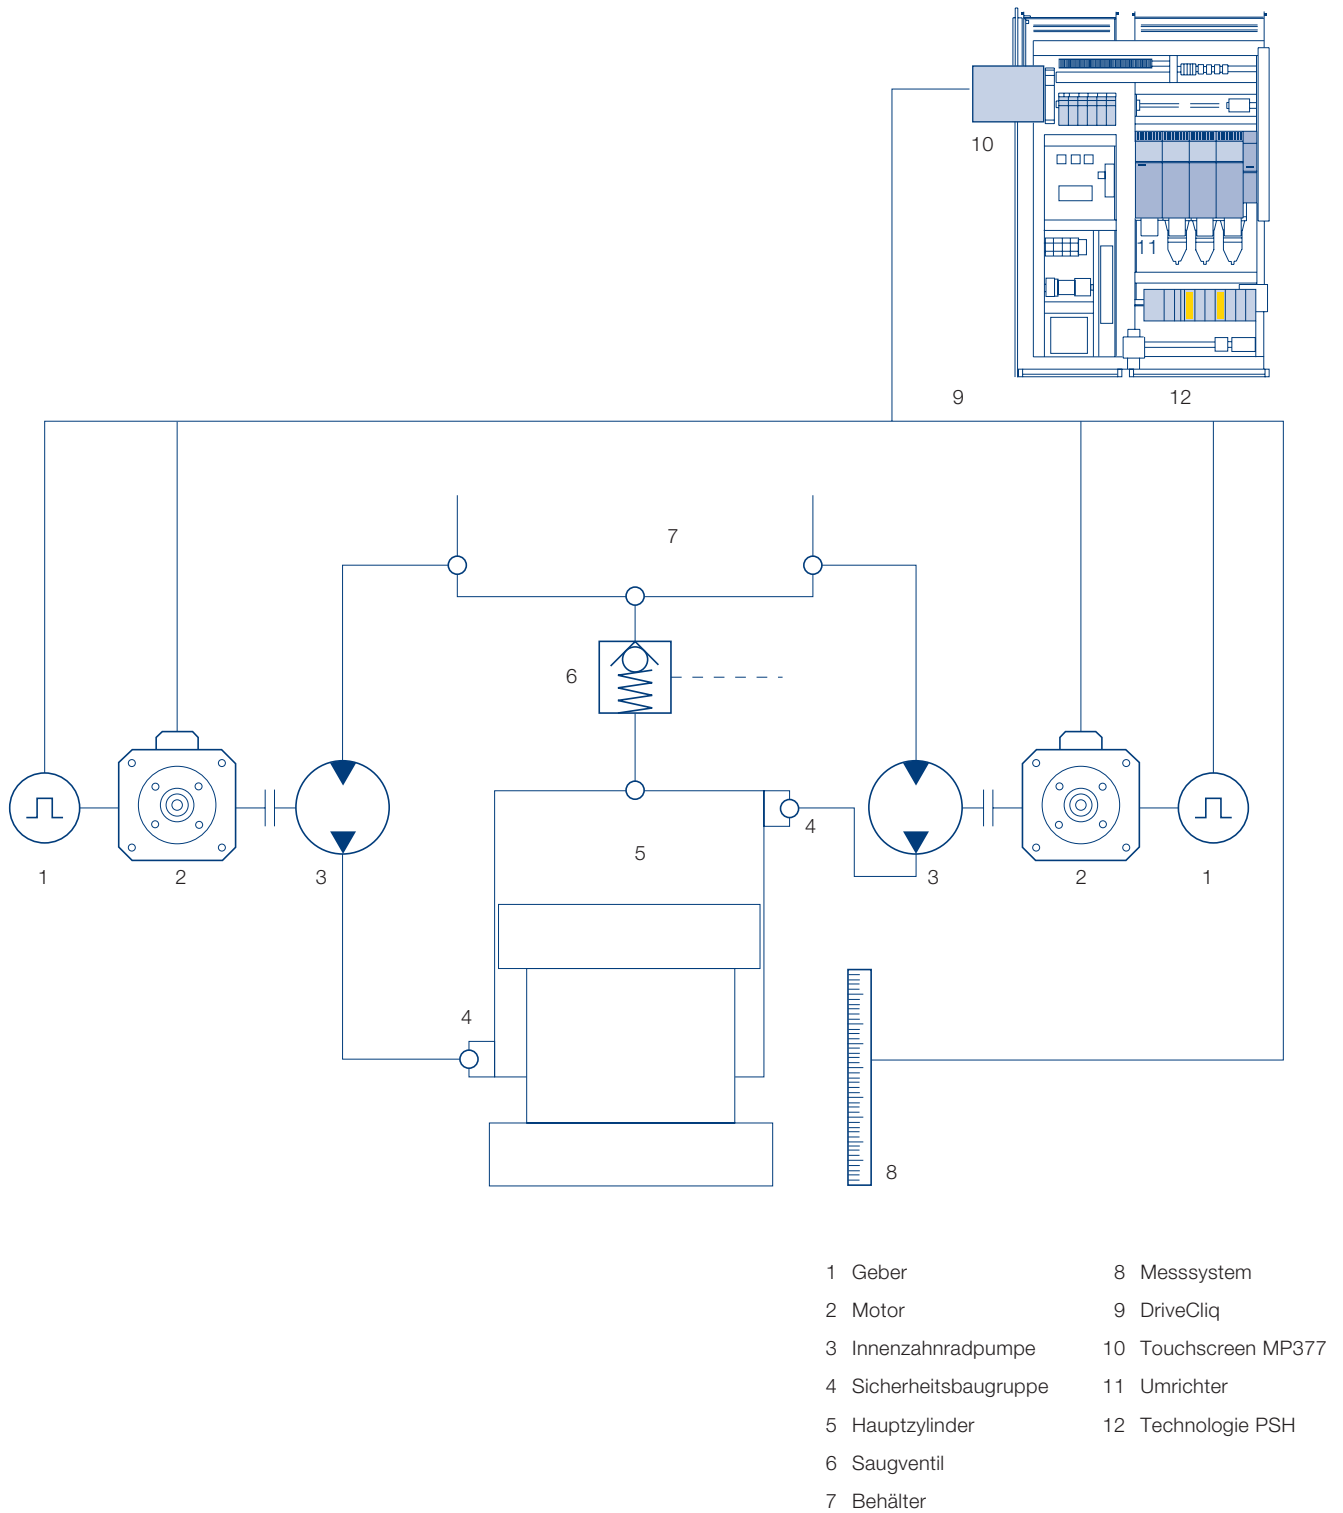 10
11
9
12
7
6
4
5
1
2
3
3
2
1
4
8
1 Geber
2 Motor
3 Innenzahnradpumpe
4 Sicherheitsbaugruppe
5 Hauptzylinder
6 Saugventil
7 Behälter
8 Messsystem
9 DriveCliq
10 Touchscreen MP377
11 Umrichter
12 Technologie PSH